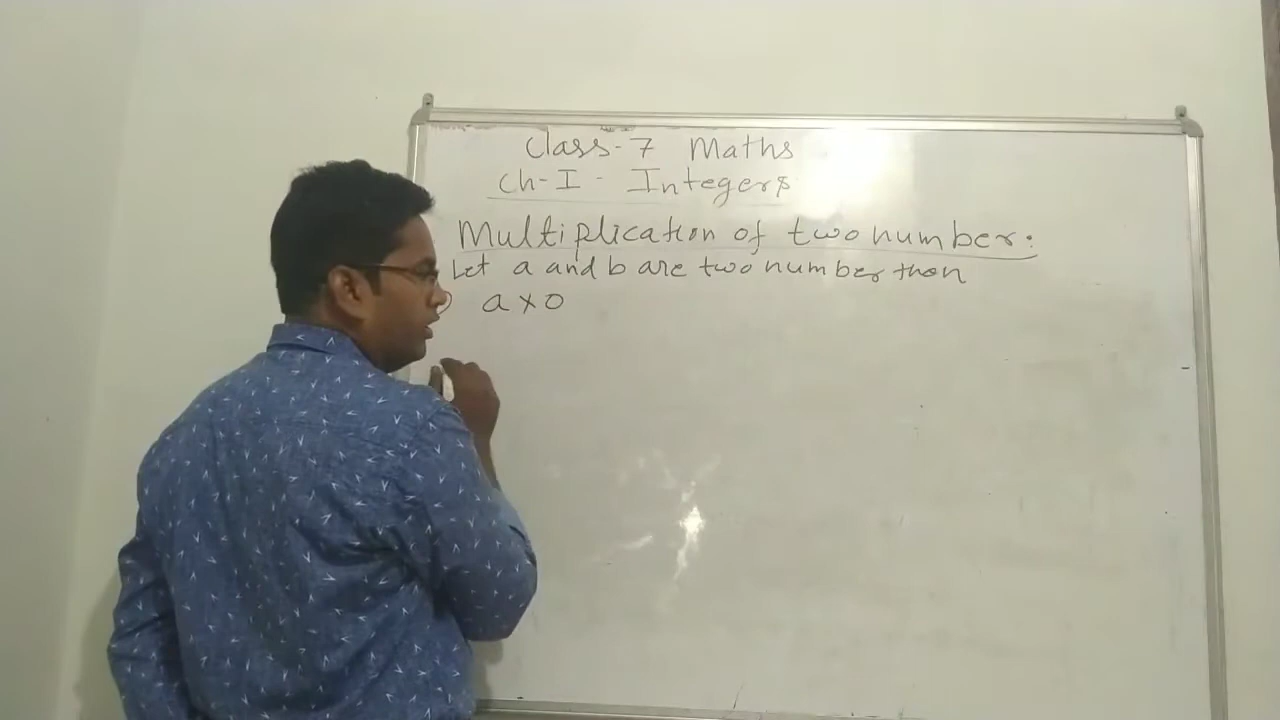 Class-7 Maths
Ch-I - Integers
Multiplication of two number:
Let a and b are two number then
a x 0